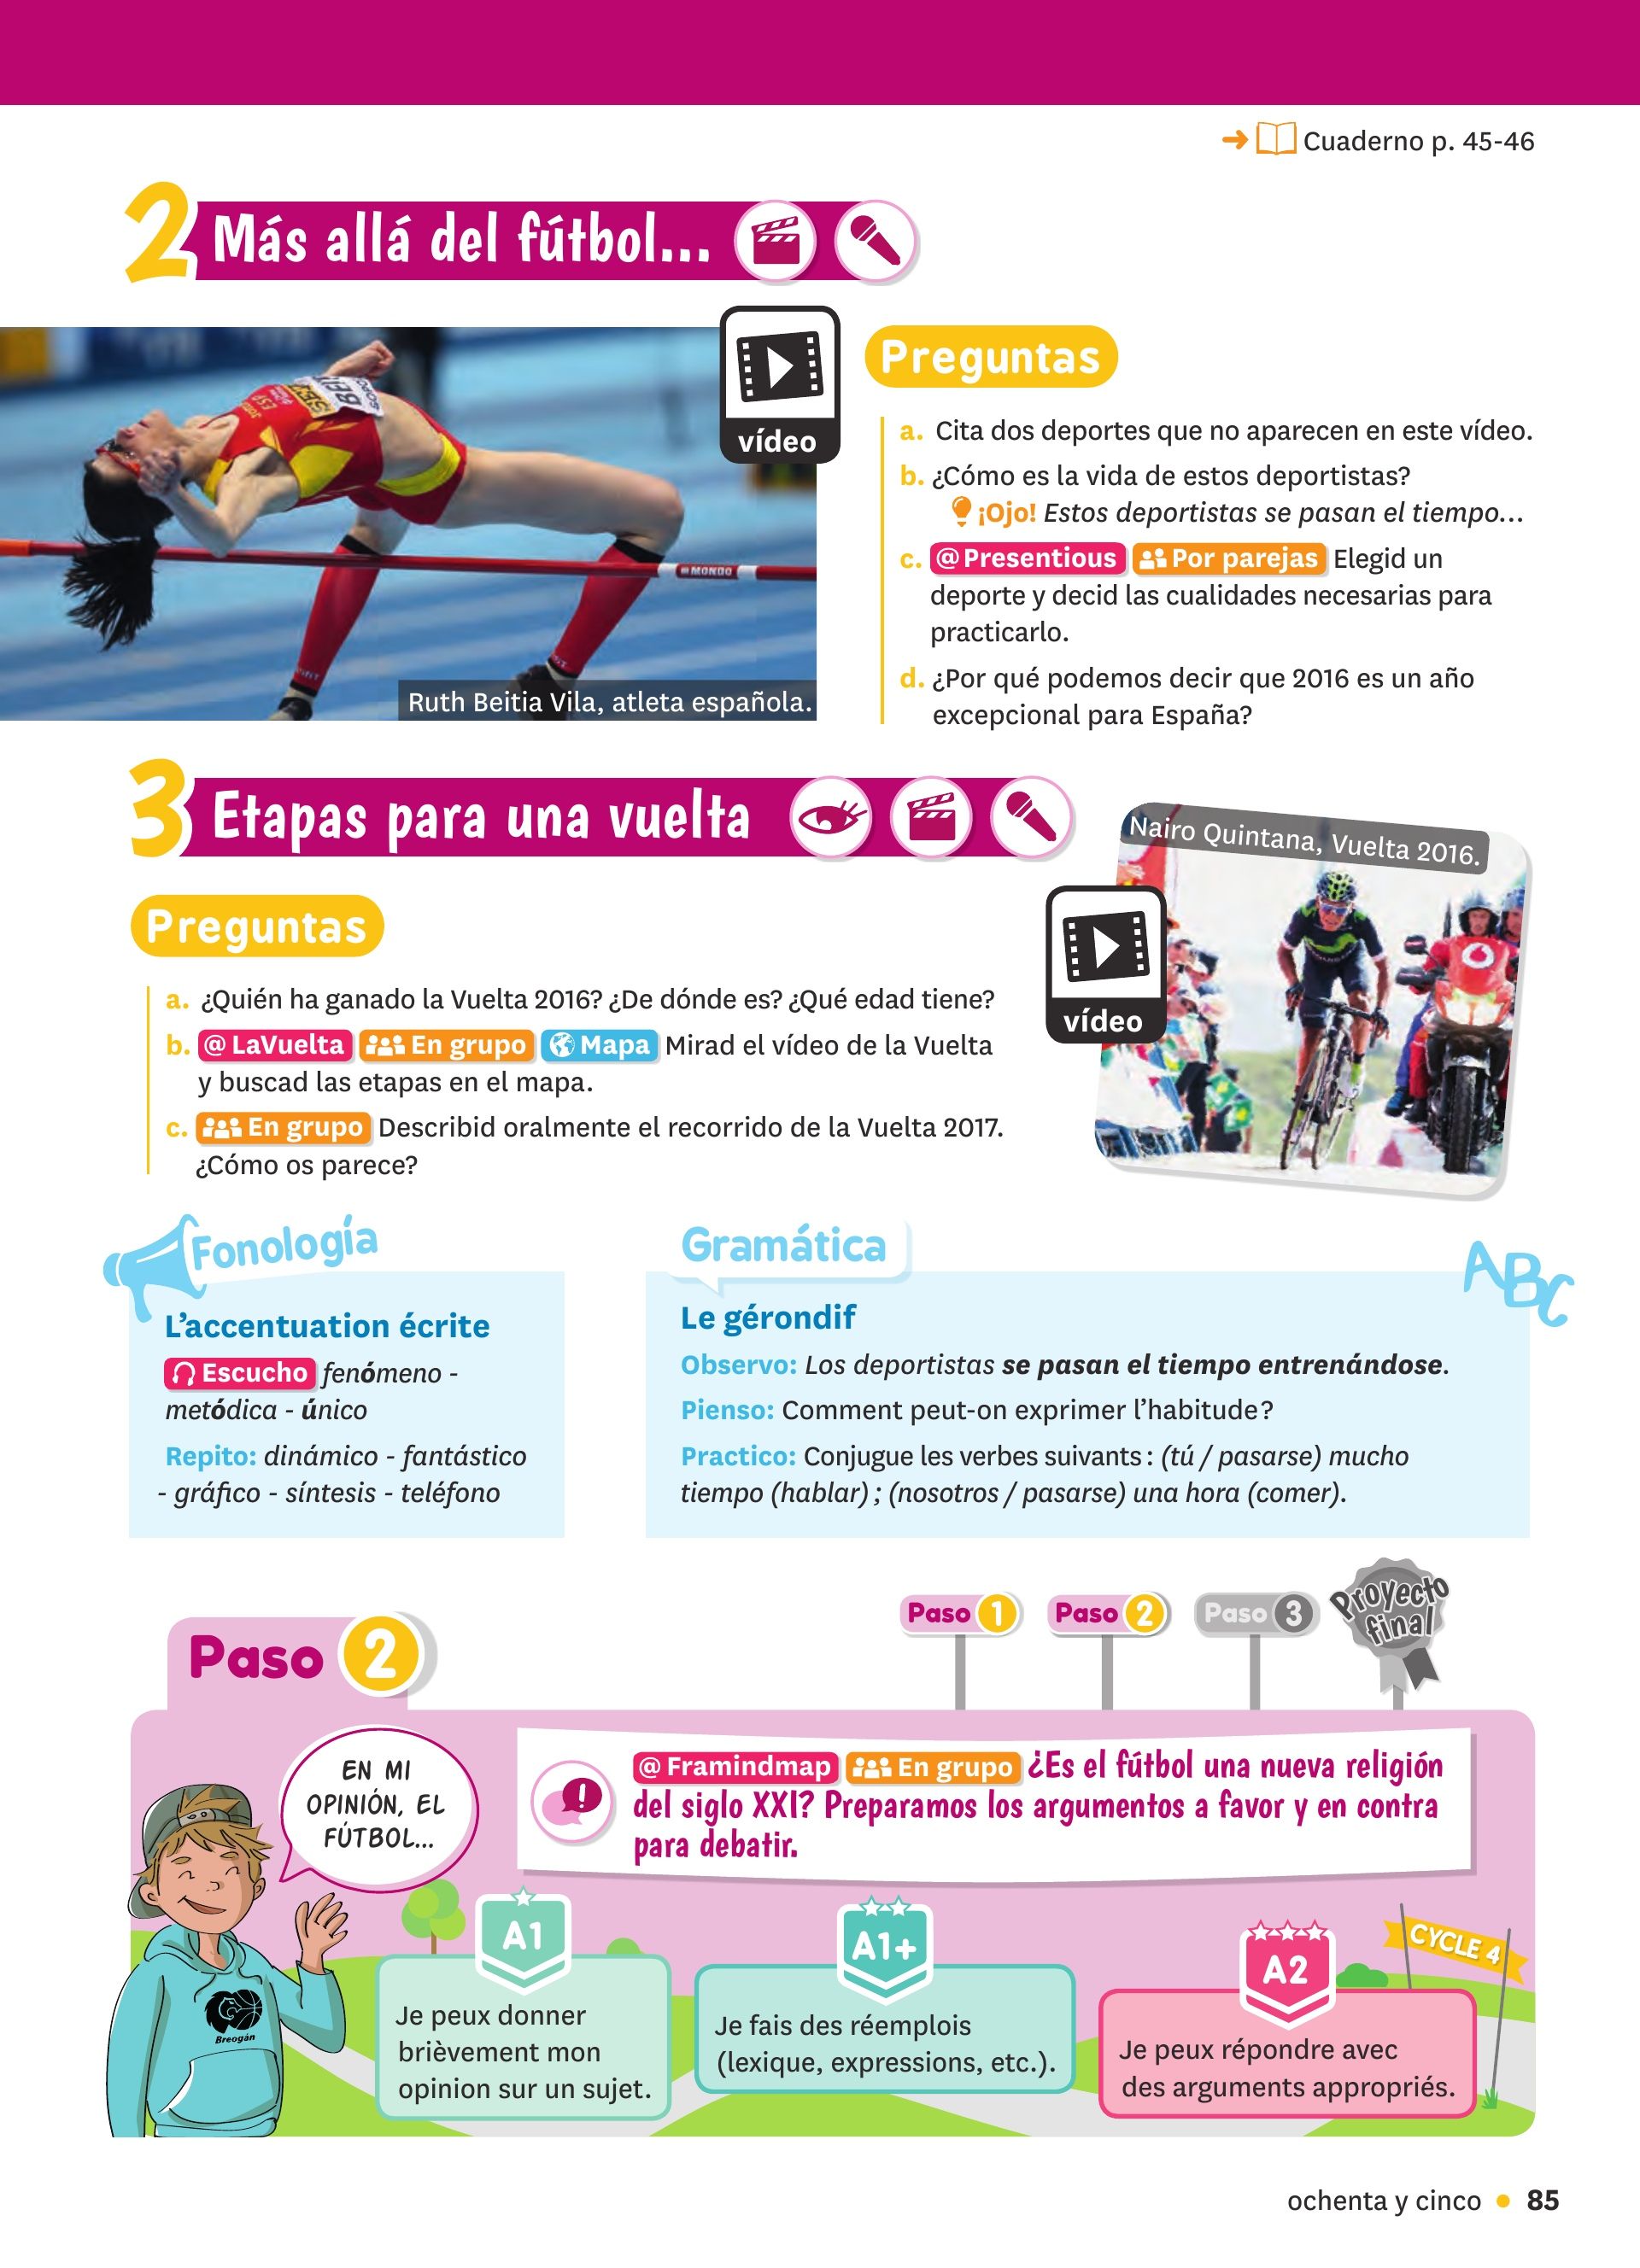 Cuaderno p. 45-46
2 Más allá del fútbol...
vídeo
MONDO
Ruth Beitia Vila, atleta española.
Preguntas
a. Cita dos deportes que no aparecen en este vídeo.
b. ¿Cómo es la vida de estos deportistas?
¡Ojo! Estos deportistas se pasan el tiempo...
c. @ Presentious Por parejas Elegid un
deporte y decid las cualidades necesarias para
practicarlo.
d. ¿Por qué podemos decir que 2016 es un año
excepcional para España?
3 Etapas para una vuelta
Nairo Quintana, Vuelta 2016.
vídeo
Preguntas
a. ¿Quién ha ganado la Vuelta 2016? ¿De dónde es? ¿Qué edad tiene?
b. @ LaVuelta En grupo Mapa Mirad el vídeo de la Vuelta
y buscad las etapas en el mapa.
c. En grupo Describid oralmente el recorrido de la Vuelta 2017.
¿Cómo os parece?
Fonología
L'accentuation écrite
Escucho fenómeno -
metódica - único
Repito: dinámico - fantástico
- gráfico - síntesis - teléfono
Gramática
ABC
Le gérondif
Observo: Los deportistas se pasan el tiempo entrenándose.
Pienso: Comment peut-on exprimer l'habitude ?
Practico: Conjugue les verbes suivants : (tú / pasarse) mucho
tiempo (hablar) ; (nosotros / pasarse) una hora (comer).
Paso 1 Paso 2 Paso 3 Proyecto
final
Paso 2
EN MI
OPINIÓN, EL
FÚTBOL...
@ Framindmap En grupo ¿Es el fútbol una nueva religión
del siglo XXI? Preparamos los argumentos a favor y en contra
para debatir.
Breogán
A1
Je peux donner
brièvement mon
opinion sur un sujet.
A1+
Je fais des réemplois
(lexique, expressions, etc.).
A2
Je peux répondre avec
des arguments appropriés.
CYCLE 4
ochenta y cinco • 85